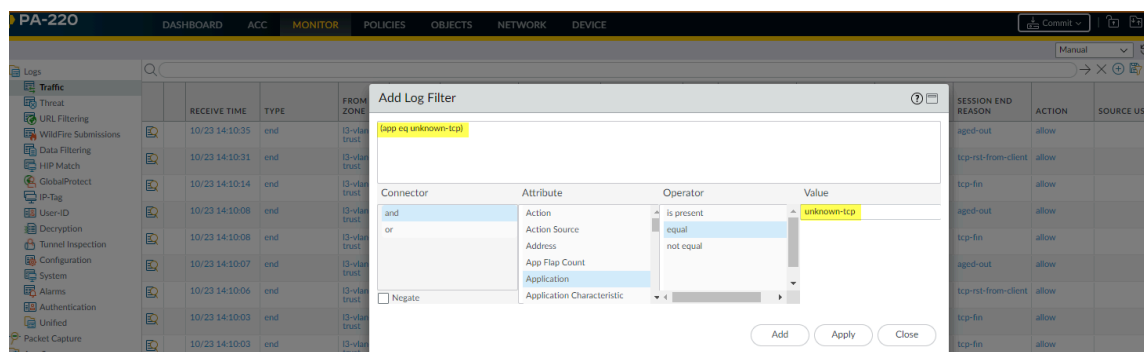 PA-220
DASHBOARD ACC MONITOR POLICIES OBJECTS NETWORK DEVICE
Commit
Manual
Logs
Traffic
Threat
URL Filtering
WildFire Submissions
Data Filtering
HIP Match
GlobalProtect
IP-Tag
User-ID
Decryption
Tunnel Inspection
Configuration
System
Alarms
Authentication
Unified
Packet Capture
RECEIVE TIME TYPE FROM ZONE SESSION END REASON ACTION SOURCE US
10/23 14:10:35 end l3-vlan trust aged-out allow
10/23 14:10:31 end l3-vlan trust tcp-rst-from-client allow
10/23 14:10:14 end l3-vlan trust tcp-fin allow
10/23 14:10:08 end l3-vlan trust aged-out allow
10/23 14:10:08 end l3-vlan trust tcp-fin allow
10/23 14:10:07 end l3-vlan trust aged-out allow
10/23 14:10:06 end l3-vlan trust tcp-rst-from-client allow
10/23 14:10:03 end l3-vlan trust tcp-fin allow
10/23 14:10:03 end l3-vlan tcp-fin allow
Add Log Filter
(app eq unknown-tcp)
Connector Attribute Operator Value
and Action is present unknown-tcp
or Action Source equal
Address not equal
App Flap Count
Application
Application Characteristic
Negate
Add Apply Close